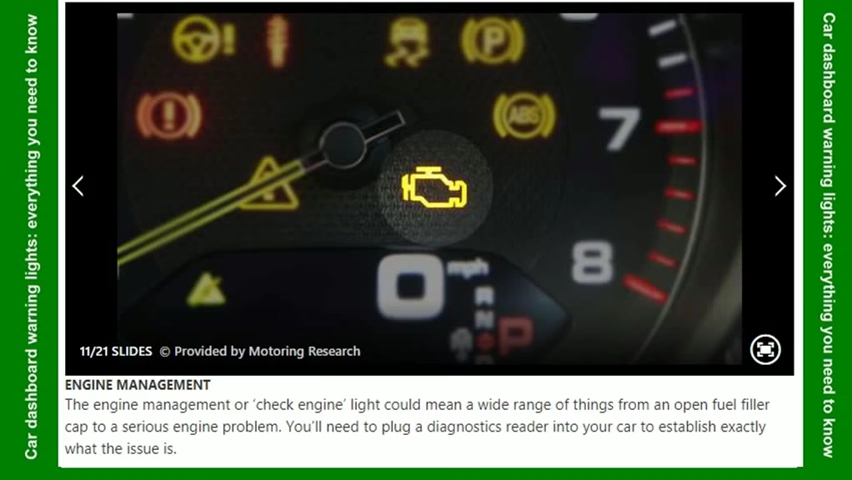 Car dashboard warning lights: everything you need to know
ABS
7
8
0 mph
R
N
P
11/21 SLIDES © Provided by Motoring Research
ENGINE MANAGEMENT
The engine management or ‘check engine’ light could mean a wide range of things from an open fuel filler
cap to a serious engine problem. You’ll need to plug a diagnostics reader into your car to establish exactly
what the issue is.
Car dashboard warning lights: everything you need to know